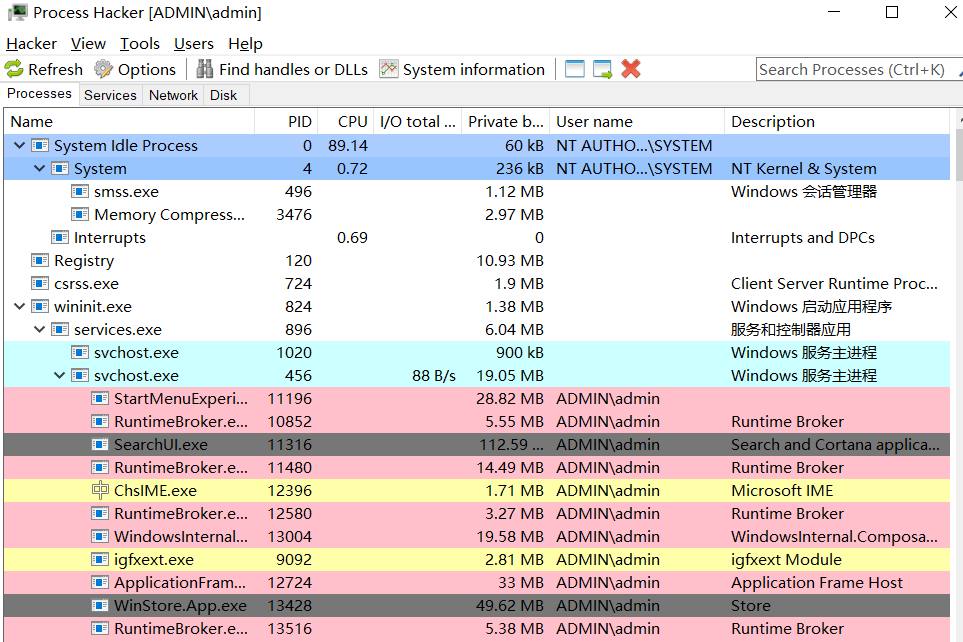 Process Hacker [ADMIN\admin]
Hacker View Tools Users Help
Refresh Options Find handles or DLLs System information Search Processes (Ctrl+K)
Processes Services Network Disk
Name PID CPU I/O total ... Private b... User name Description
System Idle Process 0 89.14 60 kB NT AUTHO...\SYSTEM
System 4 0.72 236 kB NT AUTHO...\SYSTEM NT Kernel & System
smss.exe 496 1.12 MB Windows 会话管理器
Memory Compress... 3476 2.97 MB
Interrupts 0.69 0 Interrupts and DPCs
Registry 120 10.93 MB
csrss.exe 724 1.9 MB Client Server Runtime Proc...
wininit.exe 824 1.38 MB Windows 启动应用程序
services.exe 896 6.04 MB 服务和控制器应用
svchost.exe 1020 900 kB Windows 服务主进程
svchost.exe 456 88 B/s 19.05 MB Windows 服务主进程
StartMenuExperi... 11196 28.82 MB ADMIN\admin
RuntimeBroker.e... 10852 5.55 MB ADMIN\admin Runtime Broker
SearchUI.exe 11316 112.59 ... ADMIN\admin Search and Cortana applica...
RuntimeBroker.e... 11480 14.49 MB ADMIN\admin Runtime Broker
ChsIME.exe 12396 1.71 MB ADMIN\admin Microsoft IME
RuntimeBroker.e... 12580 3.27 MB ADMIN\admin Runtime Broker
WindowsInternal... 13004 19.58 MB ADMIN\admin WindowsInternal.Composa...
igfxext.exe 9092 2.81 MB ADMIN\admin igfxext Module
ApplicationFram... 12724 33 MB ADMIN\admin Application Frame Host
WinStore.App.exe 13428 49.62 MB ADMIN\admin Store
RuntimeBroker.e... 13516 5.38 MB ADMIN\admin Runtime Broker